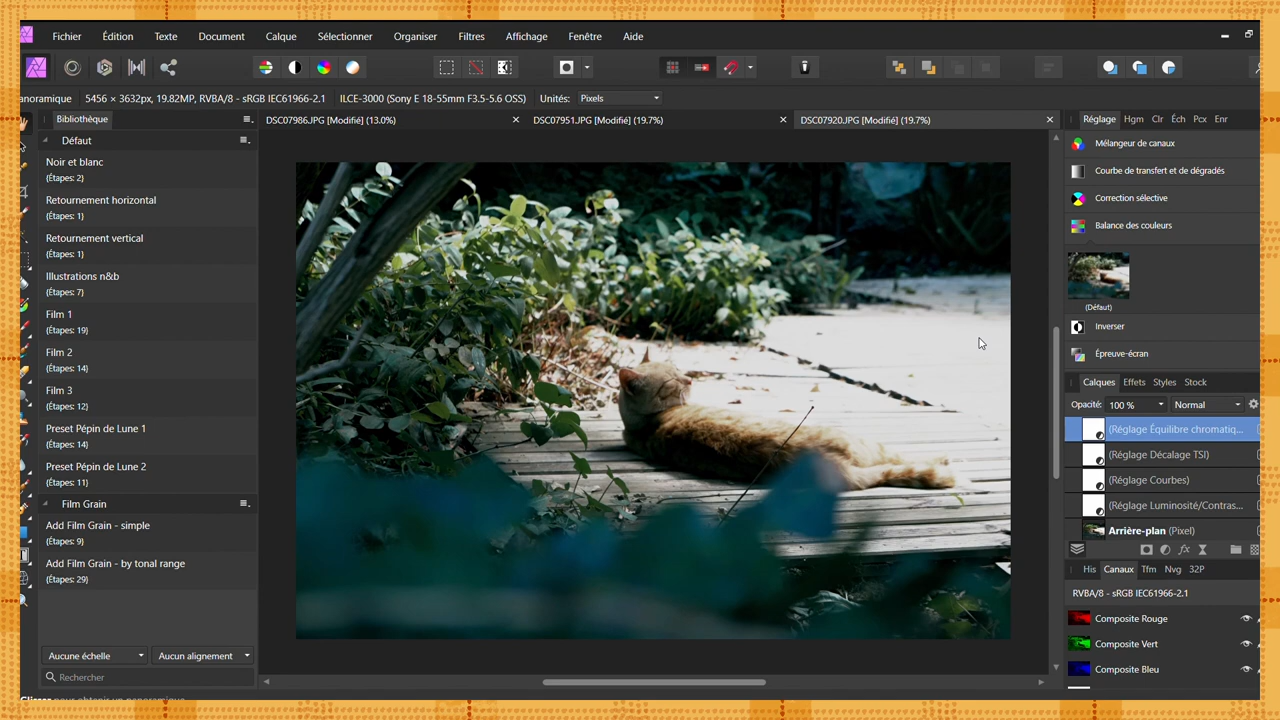 Fichier Édition Texte Document Calque Sélectionner Organiser Filtres Affichage Fenêtre Aide
anoramique 5456 × 3632px, 19.82MP, RVBA/8 - sRGB IEC61966-2.1 ILCE-3000 (Sony E 18-55mm F3.5-5.6 OSS) Unités: Pixels
Bibliothèque
DSC07986.JPG [Modifié] (13.0%) DSC07951.JPG [Modifié] (19.7%) DSC07920.JPG [Modifié] (19.7%)
Défaut
Noir et blanc
(Étapes: 2)
Retournement horizontal
(Étapes: 1)
Retournement vertical
(Étapes: 1)
Illustrations n&b
(Étapes: 7)
Film 1
(Étapes: 19)
Film 2
(Étapes: 14)
Film 3
(Étapes: 12)
Preset Pépin de Lune 1
(Étapes: 14)
Preset Pépin de Lune 2
(Étapes: 11)
Film Grain
Add Film Grain - simple
(Étapes: 9)
Add Film Grain - by tonal range
(Étapes: 29)
Aucune échelle Aucun alignement
Rechercher
Réglage Hgm Clr Éch Pcx Enr
Mélangeur de canaux
Courbe de transfert et de dégradés
Correction sélective
Balance des couleurs
(Défaut)
Inverser
Épreuve-écran
Calques Effets Styles Stock
Opacité: 100 % Normal
(Réglage Équilibre chromatiq...
(Réglage Décalage TSI)
(Réglage Courbes)
(Réglage Luminosité/Contras...
Arrière-plan (Pixel)
fx
His Canaux Tfm Nvg 32P
RVBA/8 - sRGB IEC61966-2.1
Composite Rouge
Composite Vert
Composite Bleu